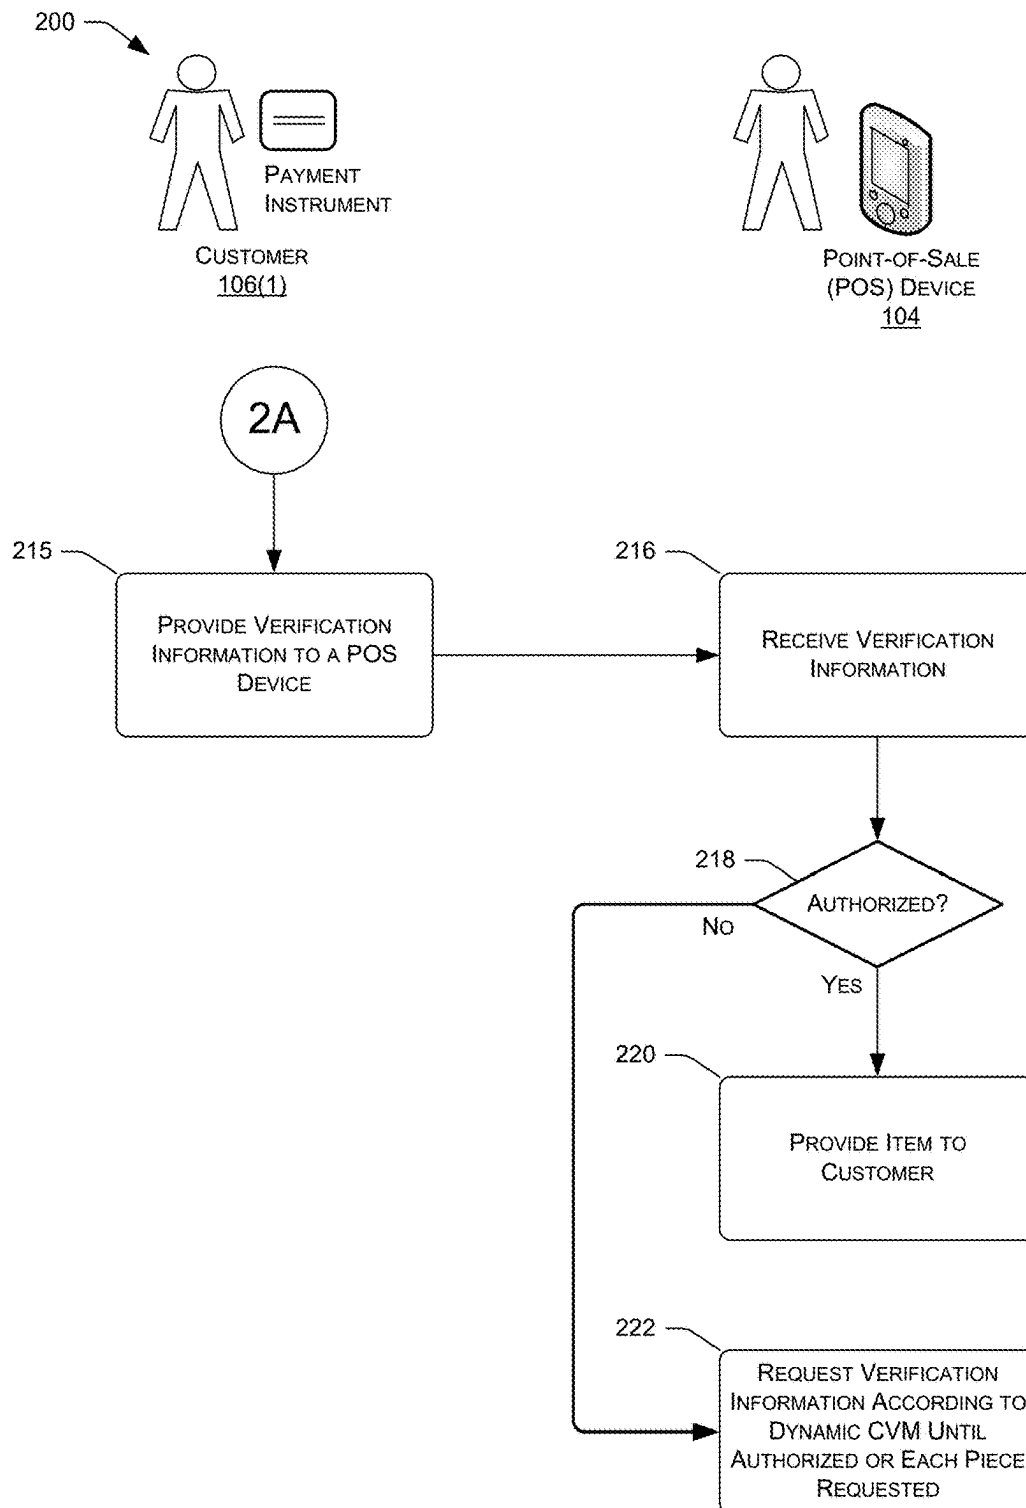 200
PAYMENT
INSTRUMENT
CUSTOMER
106(1)
POINT-OF-SALE
(POS) DEVICE
104
2A
215
PROVIDE VERIFICATION
INFORMATION TO A POS
DEVICE
216
RECEIVE VERIFICATION
INFORMATION
218
AUTHORIZED?
NO
YES
220
PROVIDE ITEM TO
CUSTOMER
222
REQUEST VERIFICATION
INFORMATION ACCORDING TO
DYNAMIC CVM UNTIL
AUTHORIZED OR EACH PIECE
REQUESTED